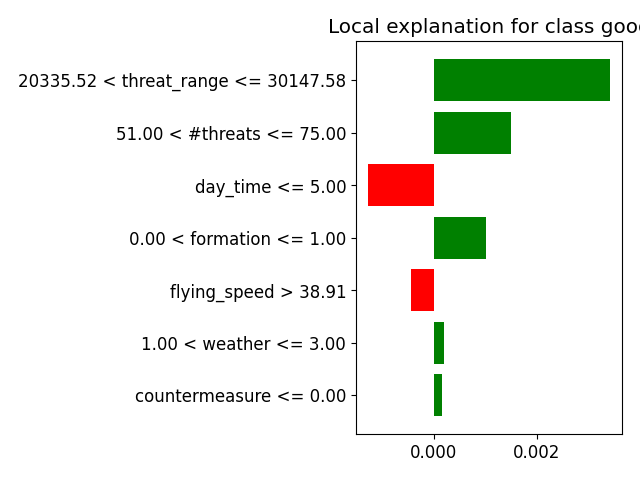 Local explanation for class goo
20335.52 < threat_range <= 30147.58
51.00 < #threats <= 75.00
day_time <= 5.00
0.00 < formation <= 1.00
flying_speed > 38.91
1.00 < weather <= 3.00
countermeasure <= 0.00
0.000 0.002